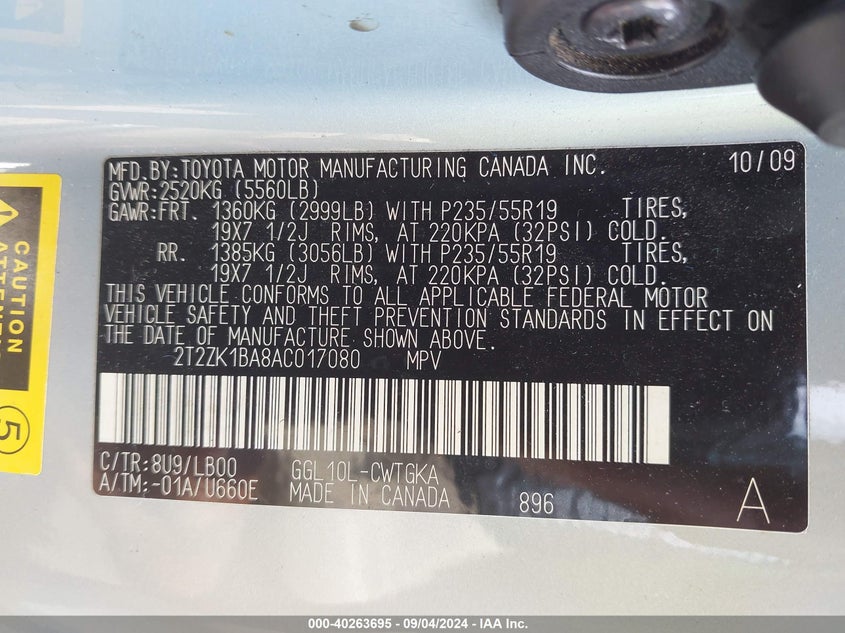 MFD.BY:TOYOTA MOTOR MANUFACTURING CANADA INC. 10/09
GVWR:2520KG (5560LB)
GAWR:FRT. 1360KG (2999LB) WITH P235/55R19 TIRES,
19X7 1/2J RIMS, AT 220KPA (32PSI) COLD.
RR. 1385KG (3056LB) WITH P235/55R19 TIRES,
19X7 1/2J RIMS, AT 220KPA (32PSI) COLD.
THIS VEHICLE CONFORMS TO ALL APPLICABLE FEDERAL MOTOR
VEHICLE SAFETY AND THEFT PREVENTION STANDARDS IN EFFECT ON
THE DATE OF MANUFACTURE SHOWN ABOVE.
2T2ZK1BA8AC017080 MPV
C/TR:8U9/LB00 GGL10L-CWTGKA
A/TM:-01A/U660E MADE IN CANADA 896 A
CAUTION
5
000-40263695 - 09/04/2024 - IAA Inc.